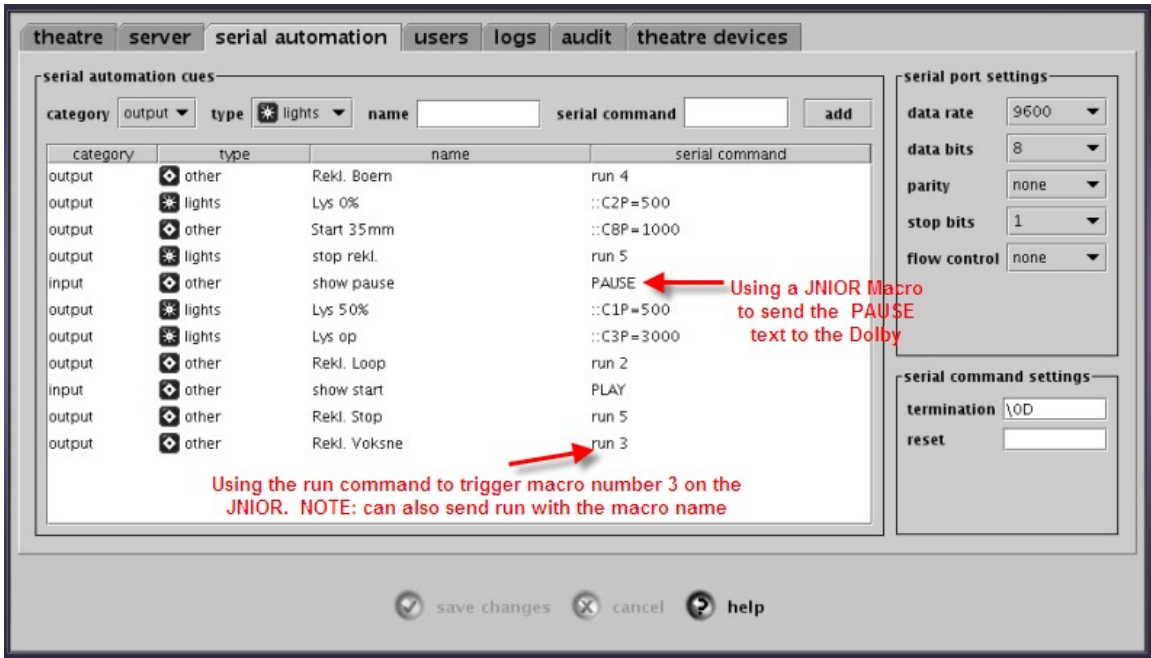 theatre server serial automation users logs audit theatre devices
serial automation cues
category output type lights name serial command add
category type name serial command
output other Rekl. Boern run 4
output lights Lys 0% ::C2P=500
output other Start 35mm ::C8P=1000
output lights stop rekl. run 5
input other show pause PAUSE
output lights Lys 50% ::C1P=500
output lights Lys op ::C3P=3000
output other Rekl. Loop run 2
input other show start PLAY
output other Rekl. Stop run 5
output other Rekl. Voksne run 3
Using a JNIOR Macro
to send the PAUSE
text to the Dolby
Using the run command to trigger macro number 3 on the
JNIOR. NOTE: can also send run with the macro name
serial port settings
data rate 9600
data bits 8
parity none
stop bits 1
flow control none
serial command settings
termination \0D
reset
save changes cancel help